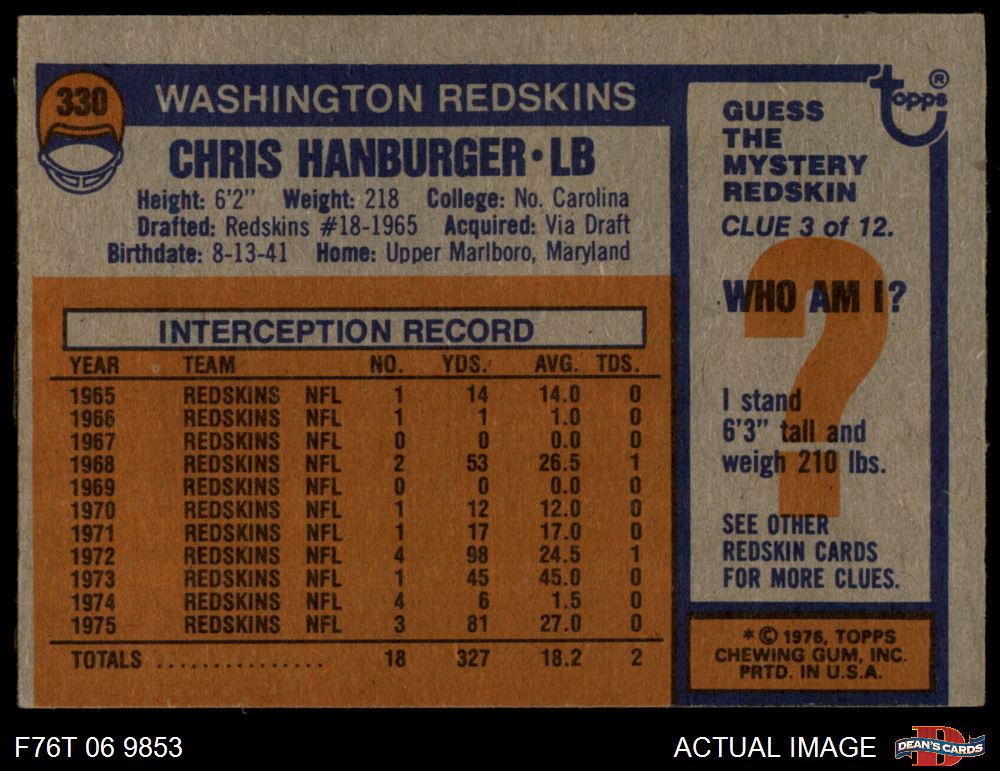 330
WASHINGTON REDSKINS
CHRIS HANBURGER • LB
Height: 6'2" Weight: 218 College: No. Carolina
Drafted: Redskins #18-1965 Acquired: Via Draft
Birthdate: 8-13-41 Home: Upper Marlboro, Maryland
INTERCEPTION RECORD
YEAR TEAM NO. YDS. AVG. TDS.
1965 REDSKINS NFL 1 14 14.0 0
1966 REDSKINS NFL 1 1 1.0 0
1967 REDSKINS NFL 0 0 0.0 0
1968 REDSKINS NFL 2 53 26.5 1
1969 REDSKINS NFL 0 0 0.0 0
1970 REDSKINS NFL 1 12 12.0 0
1971 REDSKINS NFL 1 17 17.0 0
1972 REDSKINS NFL 4 98 24.5 1
1973 REDSKINS NFL 1 45 45.0 0
1974 REDSKINS NFL 4 6 1.5 0
1975 REDSKINS NFL 3 81 27.0 0
TOTALS ............... 18 327 18.2 2
topps ®
GUESS
THE
MYSTERY
REDSKIN
CLUE 3 of 12.
?
WHO AM I?
I stand
6'3" tall and
weigh 210 lbs.
SEE OTHER
REDSKIN CARDS
FOR MORE CLUES.
* © 1976, TOPPS
CHEWING GUM, INC.
PRTD. IN U.S.A.
F76T 06 9853
ACTUAL IMAGE
DEAN'S CARDS